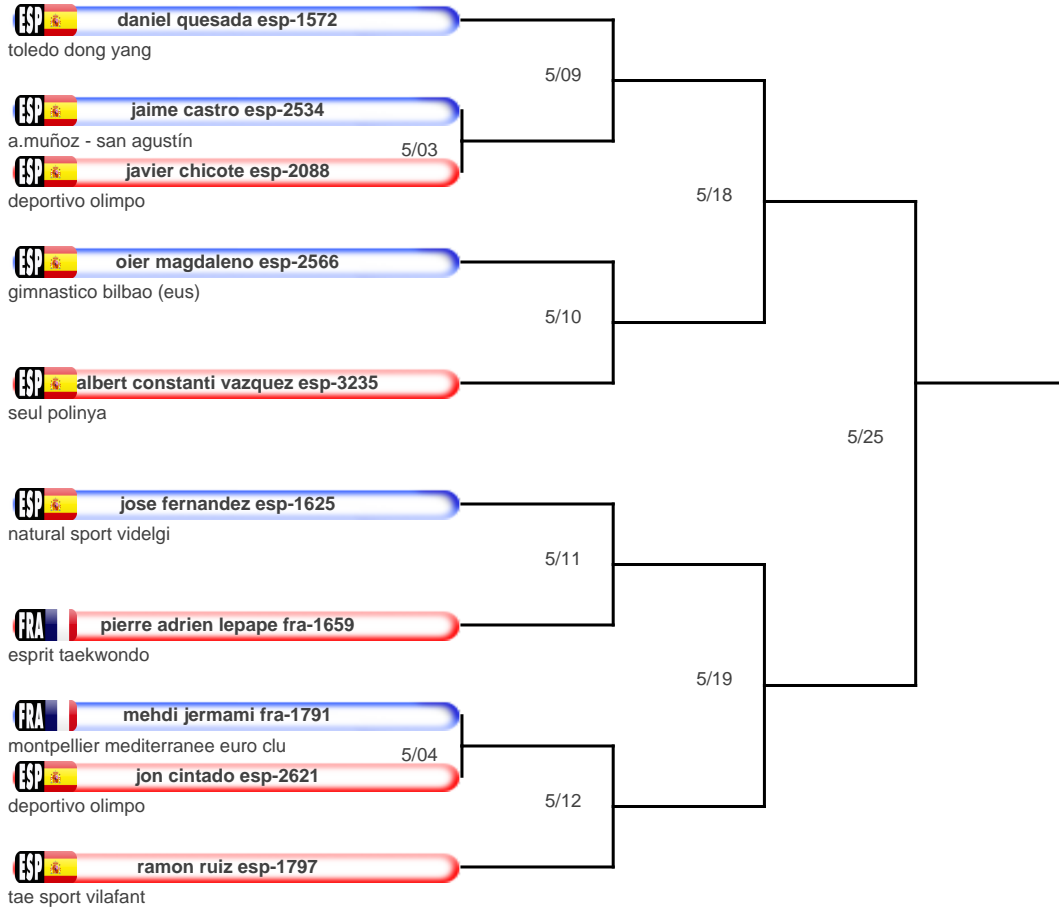 ESP daniel quesada esp-1572
toledo dong yang
5/09
ESP jaime castro esp-2534
a.muñoz - san agustín
5/03
ESP javier chicote esp-2088
deportivo olimpo
5/18
ESP oier magdaleno esp-2566
gimnastico bilbao (eus)
5/10
ESP albert constanti vazquez esp-3235
seul polinya
5/25
ESP jose fernandez esp-1625
natural sport videlgi
5/11
FRA pierre adrien lepape fra-1659
esprit taekwondo
5/19
FRA mehdi jermami fra-1791
montpellier mediterranee euro clu
5/04
ESP jon cintado esp-2621
deportivo olimpo
5/12
ESP ramon ruiz esp-1797
tae sport vilafant